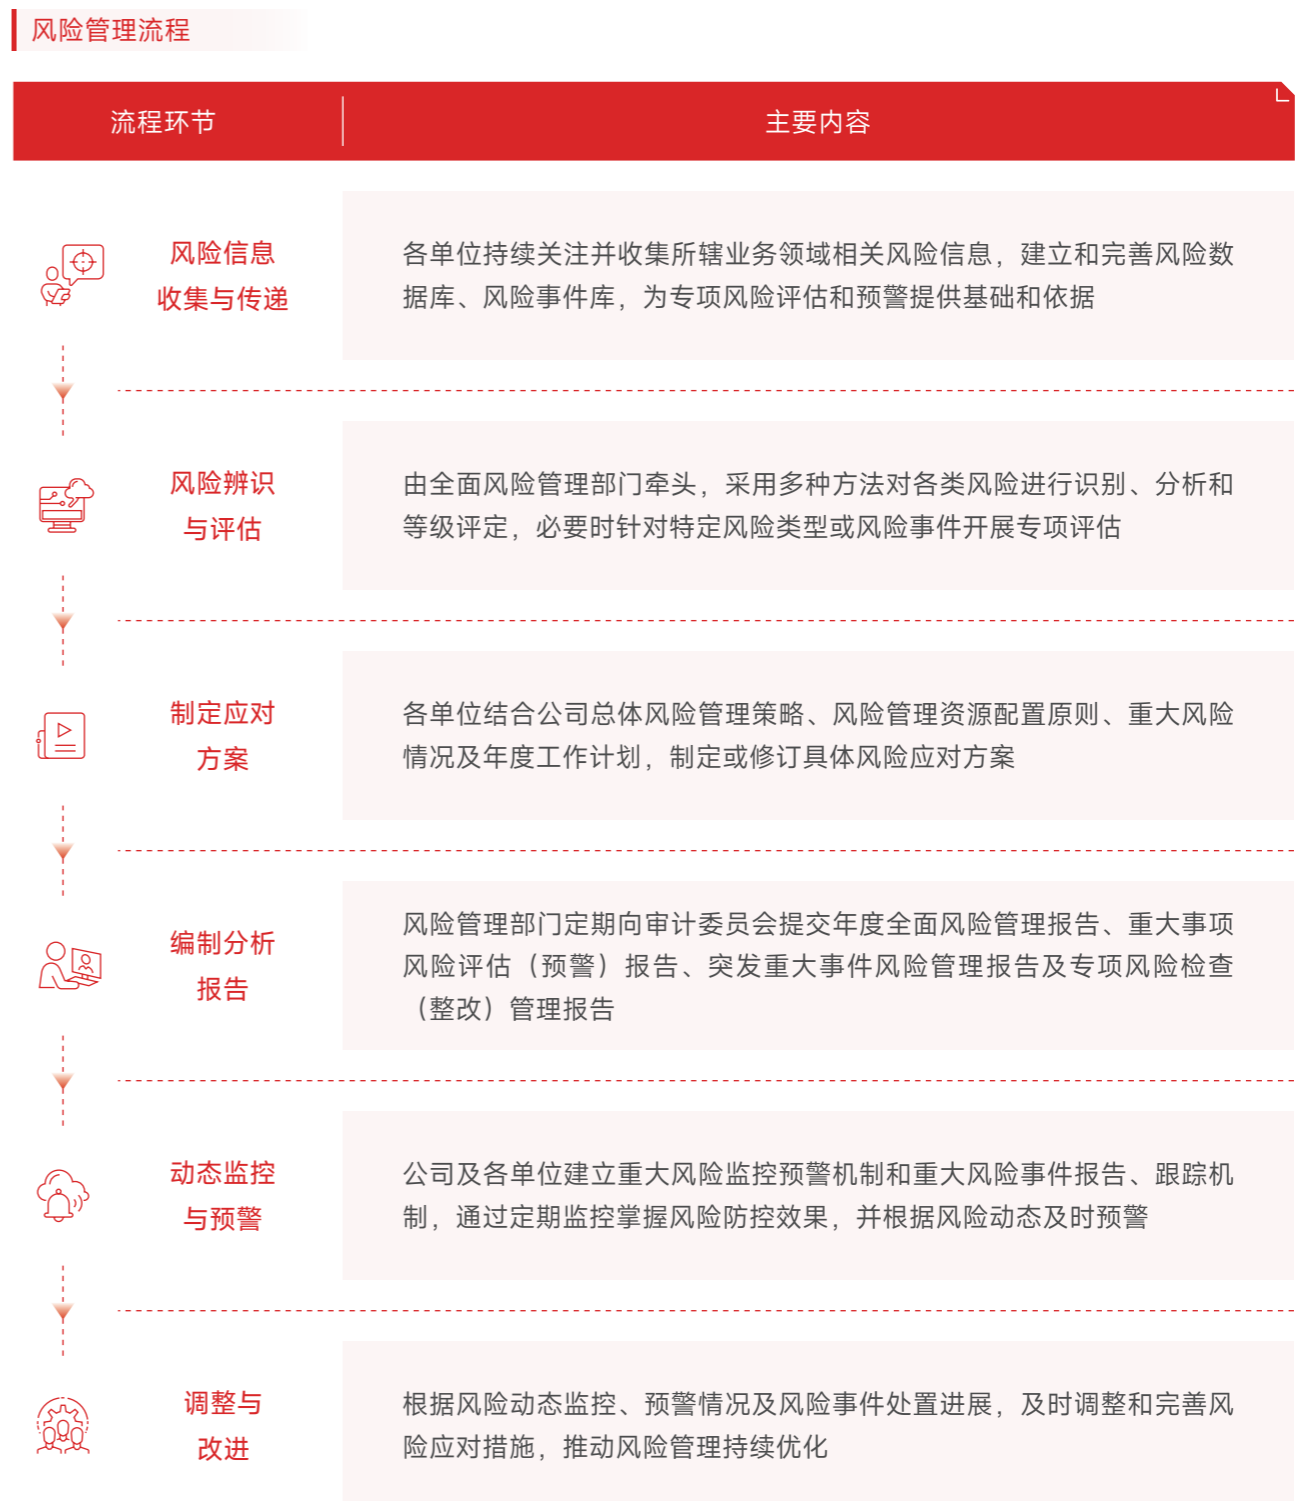 风险管理流程
流程环节
主要内容
风险信息
收集与传递
各单位持续关注并收集所辖业务领域相关风险信息，建立和完善风险数
据库、风险事件库，为专项风险评估和预警提供基础和依据
风险辨识
与评估
由全面风险管理部门牵头，采用多种方法对各类风险进行识别、分析和
等级评定，必要时针对特定风险类型或风险事件开展专项评估
制定应对
方案
各单位结合公司总体风险管理策略、风险管理资源配置原则、重大风险
情况及年度工作计划，制定或修订具体风险应对方案
编制分析
报告
风险管理部门定期向审计委员会提交年度全面风险管理报告、重大事项
风险评估（预警）报告、突发重大事件风险管理报告及专项风险检查
（整改）管理报告
动态监控
与预警
公司及各单位建立重大风险监控预警机制和重大风险事件报告、跟踪机
制，通过定期监控掌握风险防控效果，并根据风险动态及时预警
调整与
改进
根据风险动态监控、预警情况及风险事件处置进展，及时调整和完善风
险应对措施，推动风险管理持续优化